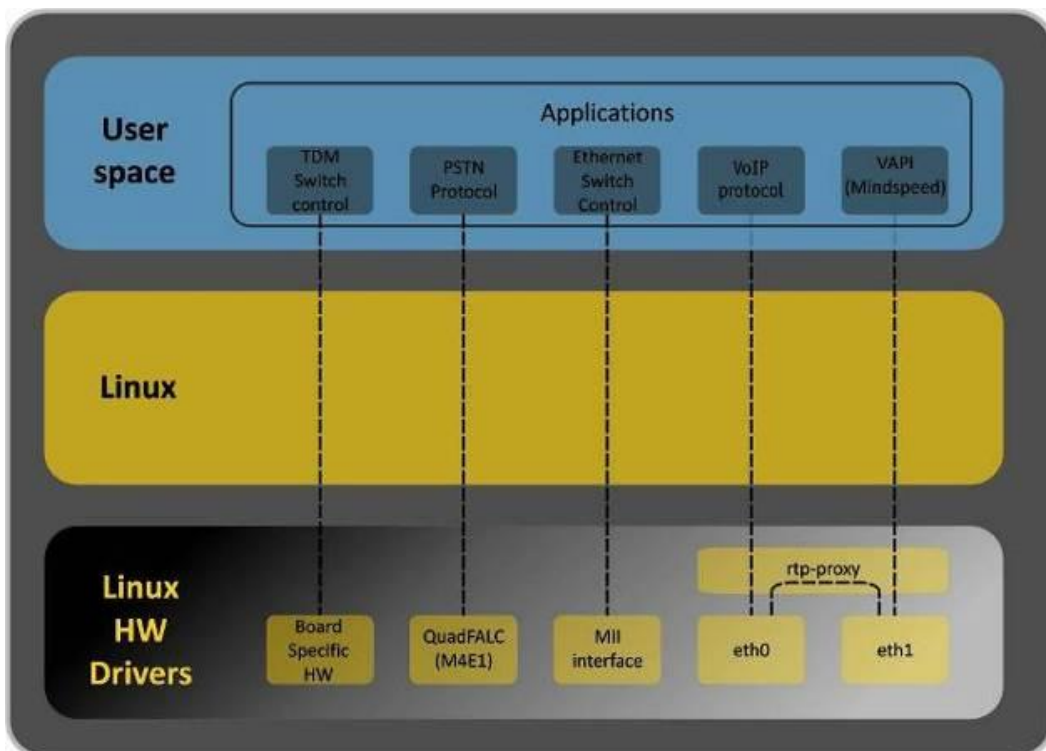 User
space
Applications
TDM
Switch
control
PSTN
Protocol
Ethernet
Switch
Control
VoIP
protocol
VAPI
(Mindspeed)
Linux
Linux
HW
Drivers
rtp-proxy
Board
Specific
HW
QuadFALC
(M4E1)
MII
interface
eth0
eth1